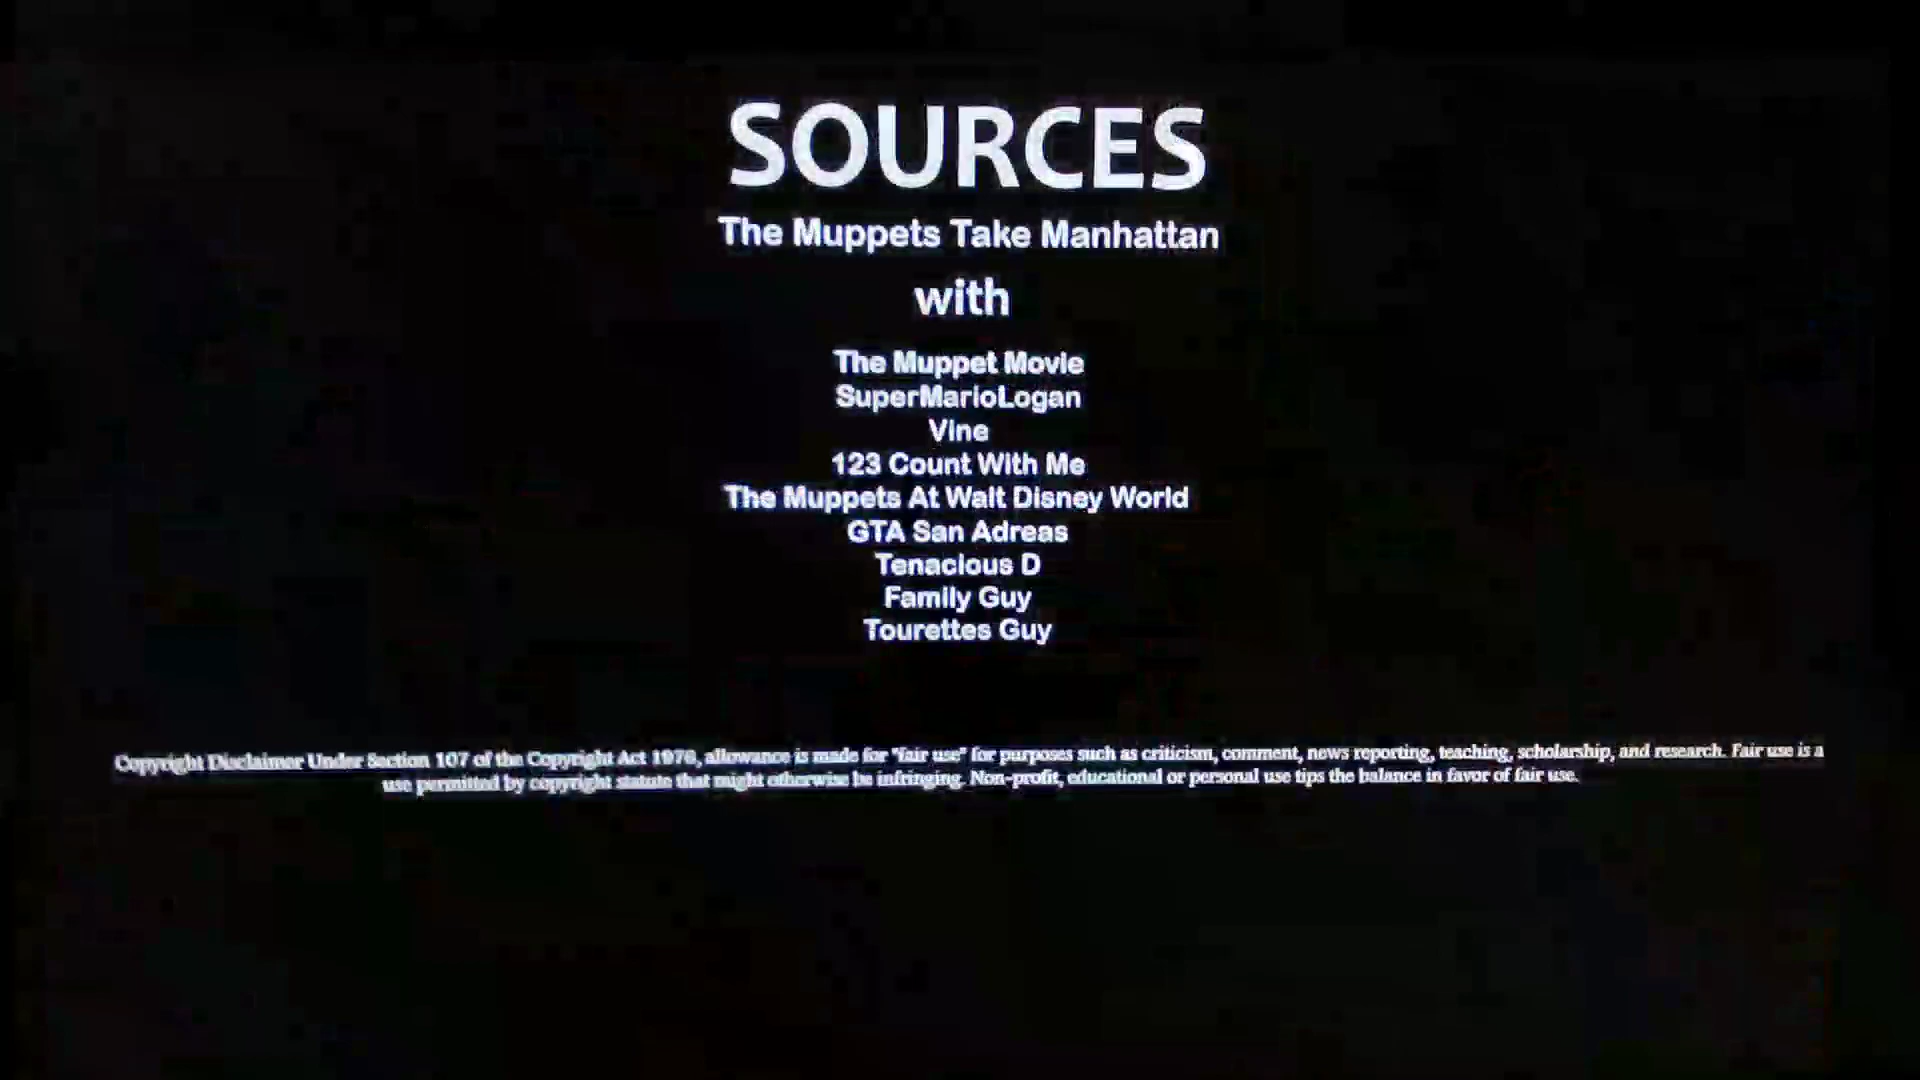 SOURCES
The Muppets Take Manhattan
with
The Muppet Movie
SuperMarioLogan
Vine
123 Count With Me
The Muppets At Walt Disney World
GTA San Adreas
Tenacious D
Family Guy
Tourettes Guy
Copyright Disclaimer Under Section 107 of the Copyright Act 1976, allowance is made for "fair use" for purposes such as criticism, comment, news reporting, teaching, scholarship, and research. Fair use is a
use permitted by copyright statute that might otherwise be infringing. Non-profit, educational or personal use tips the balance in favor of fair use.